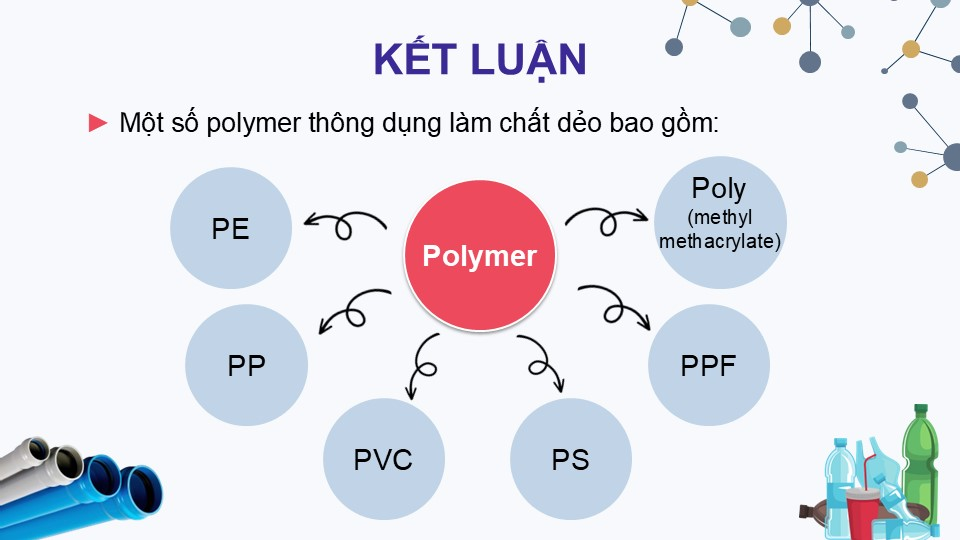 KẾT LUẬN
► Một số polymer thông dụng làm chất dẻo bao gồm:
PE
Polymer
Poly
(methyl
methacrylate)
PP
PPF
PVC
PS